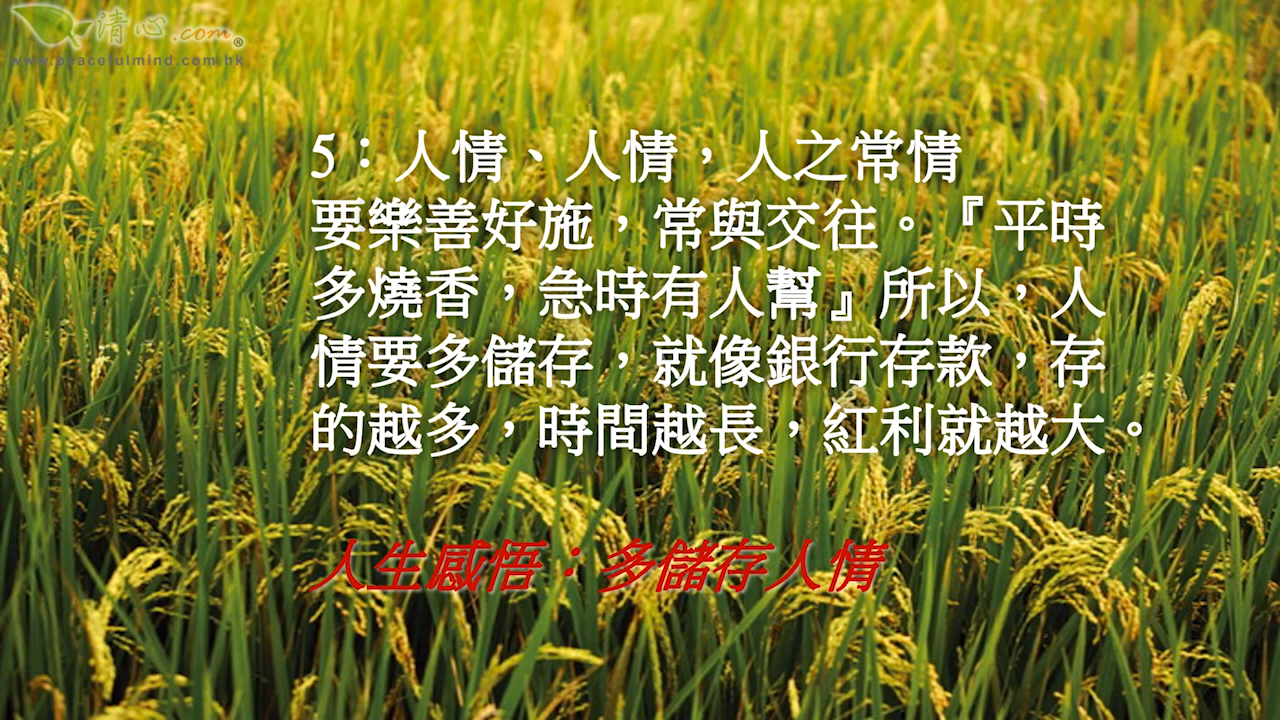 清心.com®
www.peacefulmind.com.hk
5：人情、人情，人之常情
要樂善好施，常與交往。『平時
多燒香，急時有人幫』所以，人
情要多儲存，就像銀行存款，存
的越多，時間越長，紅利就越大。
人生感悟：多儲存人情